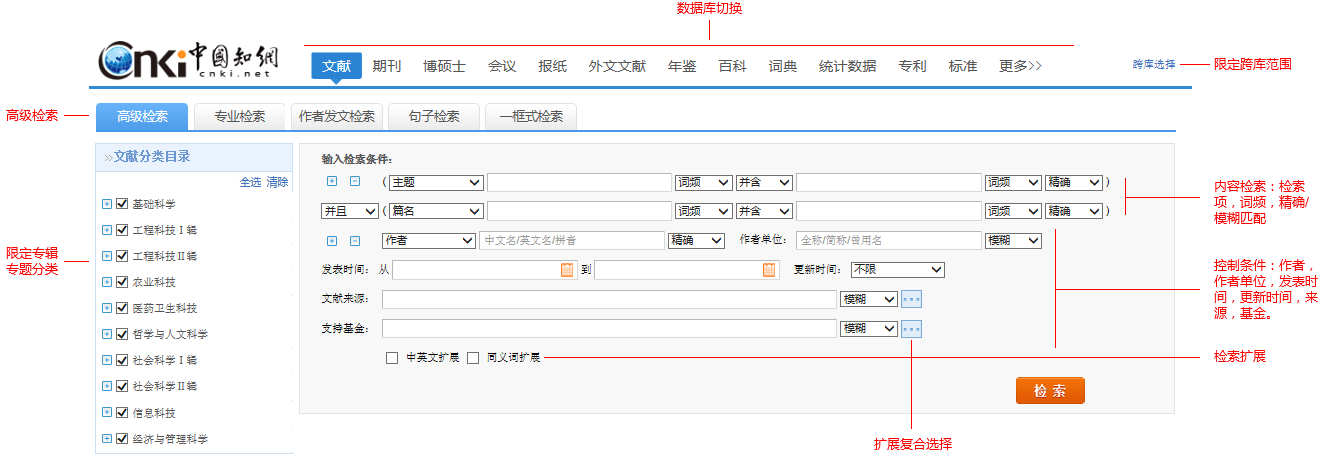 数据库切换
Cnki中國知網
cnki.net
文献 期刊 博硕士 会议 报纸 外文文献 年鉴 百科 词典 统计数据 专利 标准 更多>>
跨库选择
限定跨库范围
高级检索
高级检索 专业检索 作者发文检索 句子检索 一框式检索
文献分类目录
全选 清除
基础科学
工程科技Ⅰ辑
工程科技Ⅱ辑
农业科技
医药卫生科技
哲学与人文科学
社会科学Ⅰ辑
社会科学Ⅱ辑
信息科技
经济与管理科学
限定专辑
专题分类
输入检索条件:
( 主题 词频 并含 词频 精确 )
并且 ( 篇名 词频 并含 词频 精确 )
作者 中文名/英文名/拼音 精确 作者单位: 全称/简称/曾用名 模糊
发表时间: 从 到 更新时间: 不限
文献来源: 模糊
支持基金: 模糊
中英文扩展 同义词扩展
检 索
内容检索：检索
项，词频，精确/
模糊匹配
控制条件：作者，
作者单位，发表时
间，更新时间，来
源，基金。
检索扩展
扩展复合选择